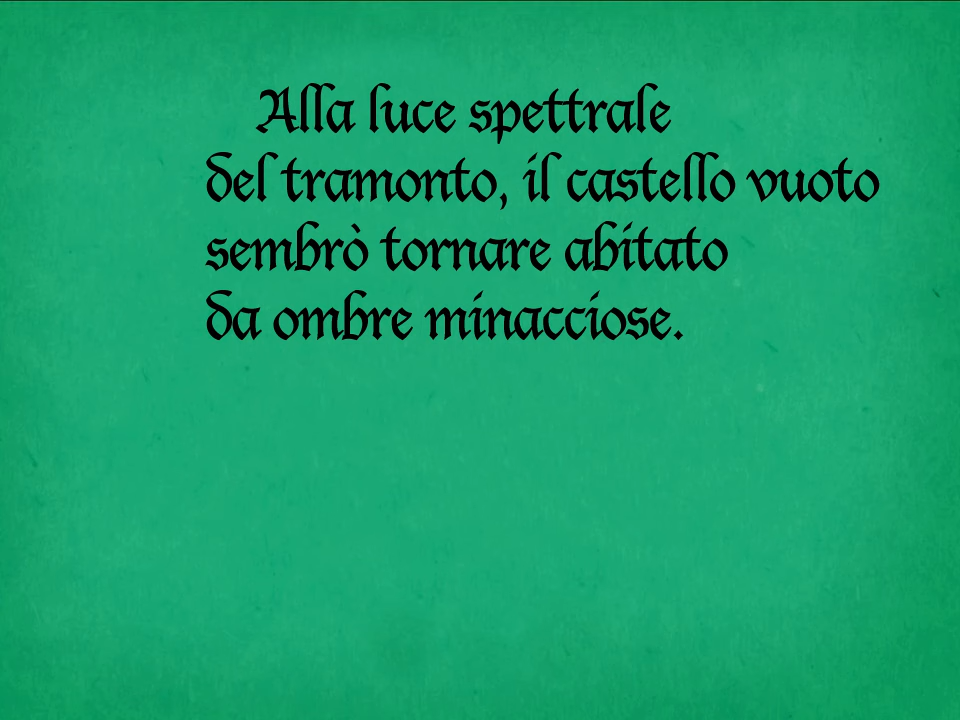 Alla luce spettrale
del tramonto, il castello vuoto
sembrò tornare abitato
da ombre minacciose.